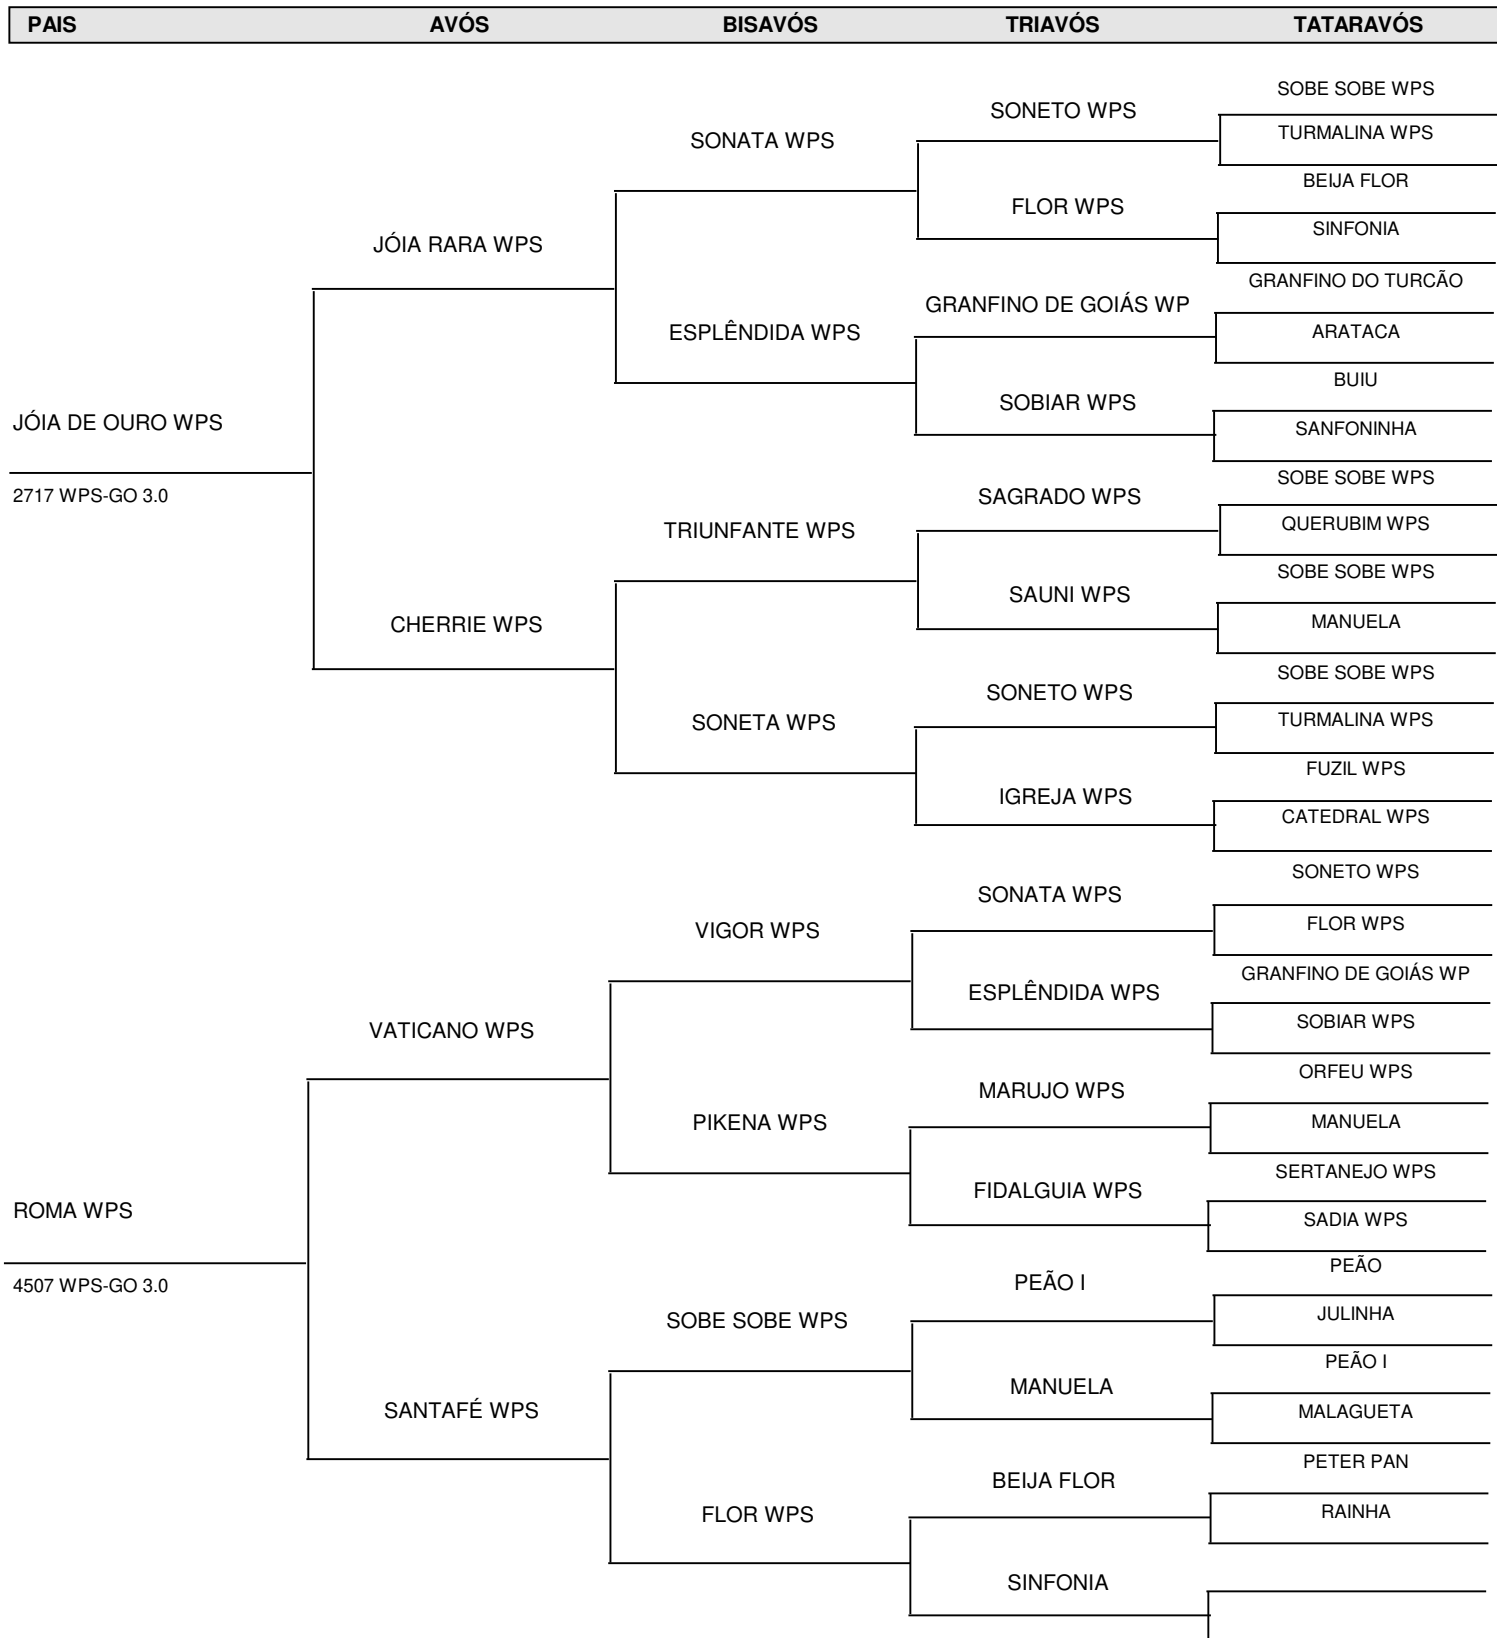 PAIS AVÓS BISAVÓS TRIAVÓS TATARAVÓS
SOBE SOBE WPS
SONETO WPS
TURMALINA WPS
SONATA WPS
BEIJA FLOR
FLOR WPS
SINFONIA
JÓIA RARA WPS
GRANFINO DO TURCÃO
GRANFINO DE GOIÁS WP
ARATACA
ESPLÊNDIDA WPS
BUIU
SOBIAR WPS
JÓIA DE OURO WPS
SANFONINHA
SOBE SOBE WPS
2717 WPS-GO 3.0
SAGRADO WPS
QUERUBIM WPS
TRIUNFANTE WPS
SOBE SOBE WPS
SAUNI WPS
MANUELA
CHERRIE WPS
SOBE SOBE WPS
SONETO WPS
TURMALINA WPS
SONETA WPS
FUZIL WPS
IGREJA WPS
CATEDRAL WPS
SONETO WPS
SONATA WPS
FLOR WPS
VIGOR WPS
GRANFINO DE GOIÁS WP
ESPLÊNDIDA WPS
SOBIAR WPS
VATICANO WPS
ORFEU WPS
MARUJO WPS
MANUELA
PIKENA WPS
SERTANEJO WPS
FIDALGUIA WPS
ROMA WPS
SADIA WPS
PEÃO
4507 WPS-GO 3.0
PEÃO I
JULINHA
SOBE SOBE WPS
PEÃO I
MANUELA
SANTAFÉ WPS
MALAGUETA
PETER PAN
BEIJA FLOR
RAINHA
FLOR WPS
SINFONIA